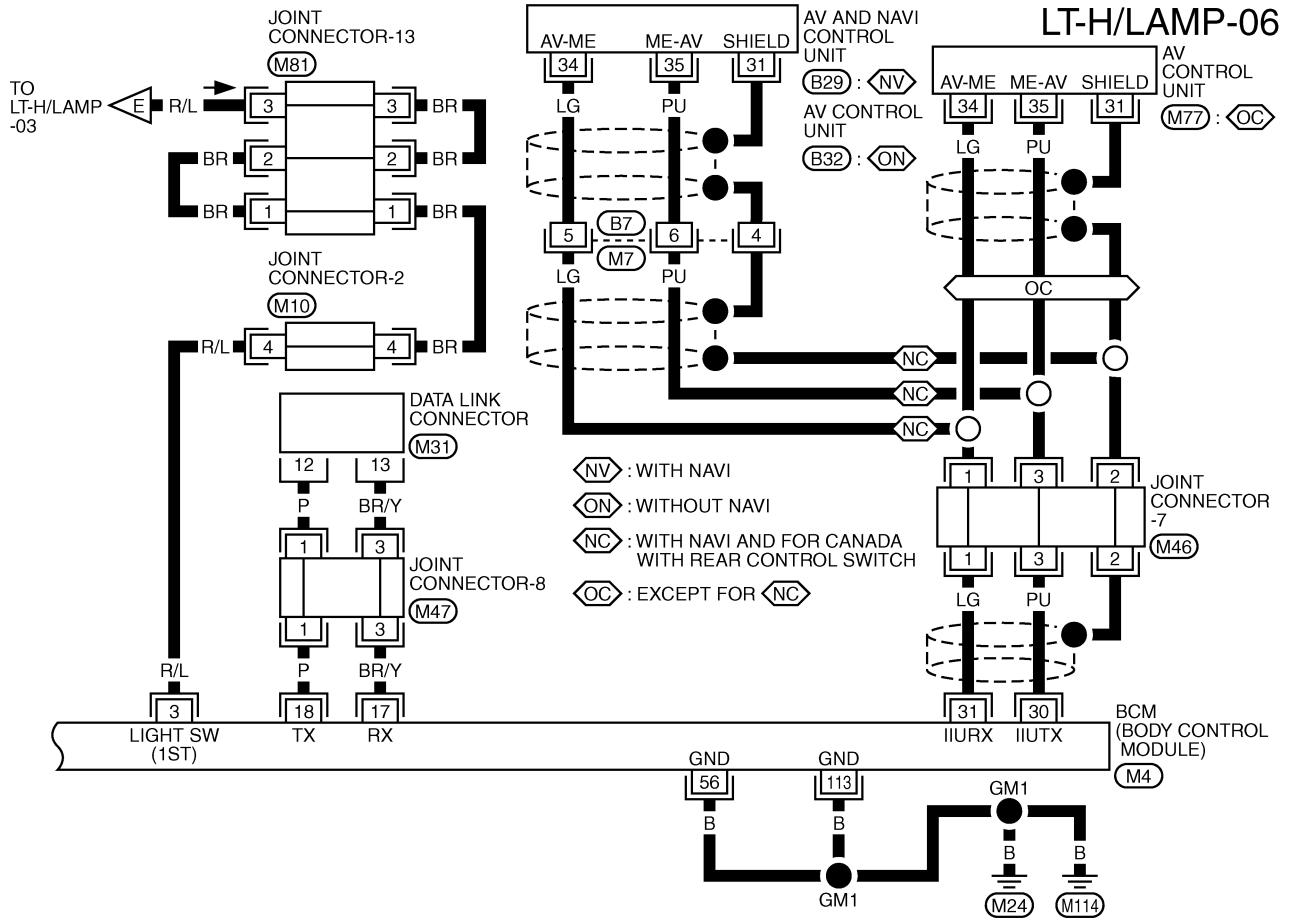 LT-H/LAMP-06
JOINT
CONNECTOR-13
M81
TO
LT-H/LAMP
-03
E
R/L
3
3
BR
BR
2
2
BR
BR
1
1
BR
JOINT
CONNECTOR-2
M10
R/L
4
4
BR
AV-ME
ME-AV
SHIELD
34
35
31
LG
PU
AV AND NAVI
CONTROL
UNIT
B29 : NV
AV CONTROL
UNIT
B32 : ON
B7
5
6
4
M7
LG
PU
AV-ME
ME-AV
SHIELD
34
35
31
LG
PU
AV
CONTROL
UNIT
M77 : OC
OC
NC
NC
NC
DATA LINK
CONNECTOR
M31
12
13
P
BR/Y
1
3
JOINT
CONNECTOR-8
M47
1
3
P
BR/Y
NV : WITH NAVI
ON : WITHOUT NAVI
NC : WITH NAVI AND FOR CANADA
WITH REAR CONTROL SWITCH
OC : EXCEPT FOR NC
1
3
2
JOINT
CONNECTOR
-7
M46
1
3
2
LG
PU
R/L
3
18
17
31
30
LIGHT SW
(1ST)
TX
RX
IIURX
IIUTX
BCM
(BODY CONTROL
MODULE)
M4
GND
GND
56
113
B
B
GM1
GM1
B
B
M24
M114